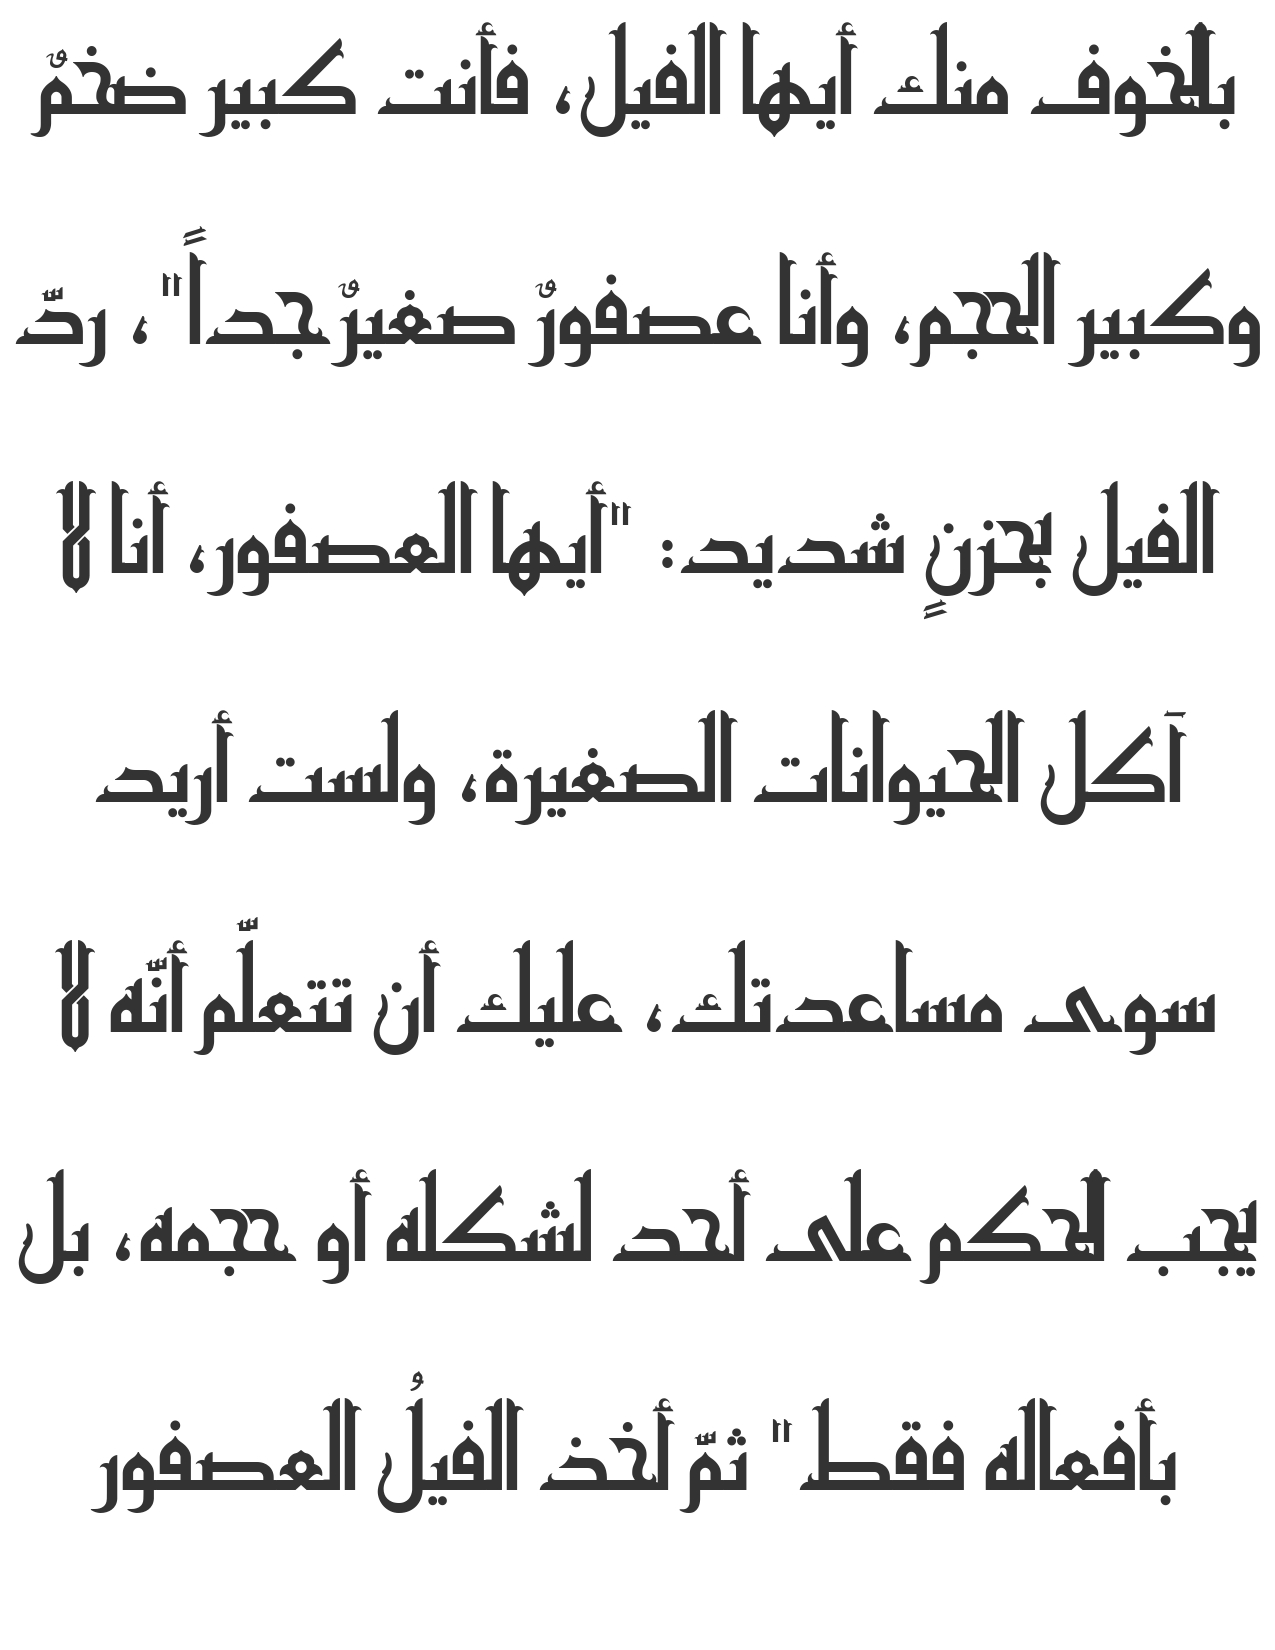 بالخوف منك أيها الفيل، فأنت كبير ضخمٌ
وكبير الحجم، وأنا عصفورٌ صغيرٌ جداً"، ردّ
الفيل بحزنٍ شديد: "أيها العصفور، أنا لا
آكل الحيوانات الصغيرة، ولست أريد
سوى مساعدتك، عليك أن تتعلّم أنّه لا
يجب الحكم على أحد لشكله أو حجمه، بل
بأفعاله فقط" ثمّ أخذ الفيلُ العصفور